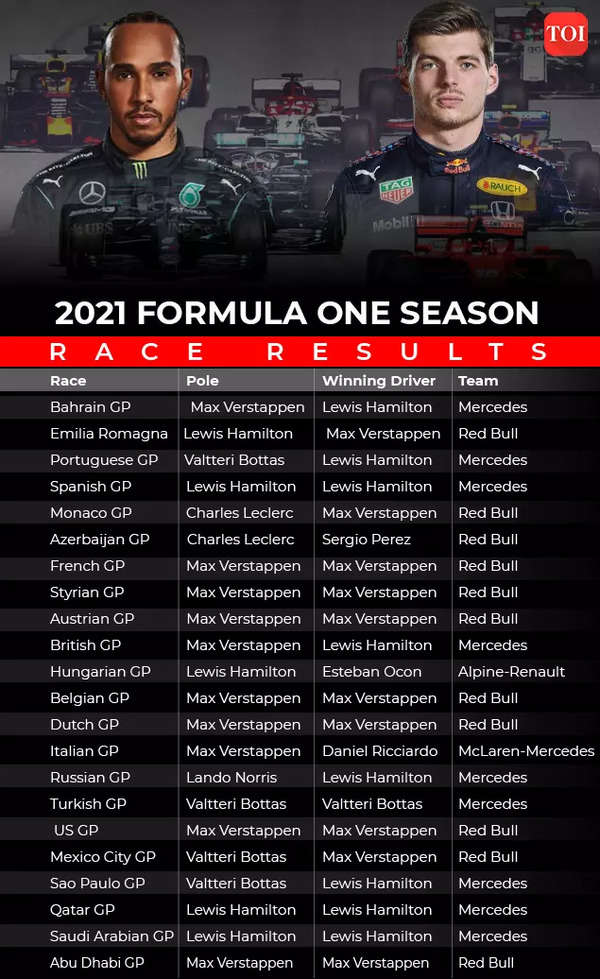 TOI
PUMA
Red Bull
TAG
HEUER
RAUCH
Mobil
HONDA
UBS
2021 FORMULA ONE SEASON
RACE RESULTS
Race Pole Winning Driver Team
Bahrain GP Max Verstappen Lewis Hamilton Mercedes
Emilia Romagna Lewis Hamilton Max Verstappen Red Bull
Portuguese GP Valtteri Bottas Lewis Hamilton Mercedes
Spanish GP Lewis Hamilton Lewis Hamilton Mercedes
Monaco GP Charles Leclerc Max Verstappen Red Bull
Azerbaijan GP Charles Leclerc Sergio Perez Red Bull
French GP Max Verstappen Max Verstappen Red Bull
Styrian GP Max Verstappen Max Verstappen Red Bull
Austrian GP Max Verstappen Max Verstappen Red Bull
British GP Max Verstappen Lewis Hamilton Mercedes
Hungarian GP Lewis Hamilton Esteban Ocon Alpine-Renault
Belgian GP Max Verstappen Max Verstappen Red Bull
Dutch GP Max Verstappen Max Verstappen Red Bull
Italian GP Max Verstappen Daniel Ricciardo McLaren-Mercedes
Russian GP Lando Norris Lewis Hamilton Mercedes
Turkish GP Valtteri Bottas Valtteri Bottas Mercedes
US GP Max Verstappen Max Verstappen Red Bull
Mexico City GP Valtteri Bottas Max Verstappen Red Bull
Sao Paulo GP Valtteri Bottas Lewis Hamilton Mercedes
Qatar GP Lewis Hamilton Lewis Hamilton Mercedes
Saudi Arabian GP Lewis Hamilton Lewis Hamilton Mercedes
Abu Dhabi GP Max Verstappen Max Verstappen Red Bull